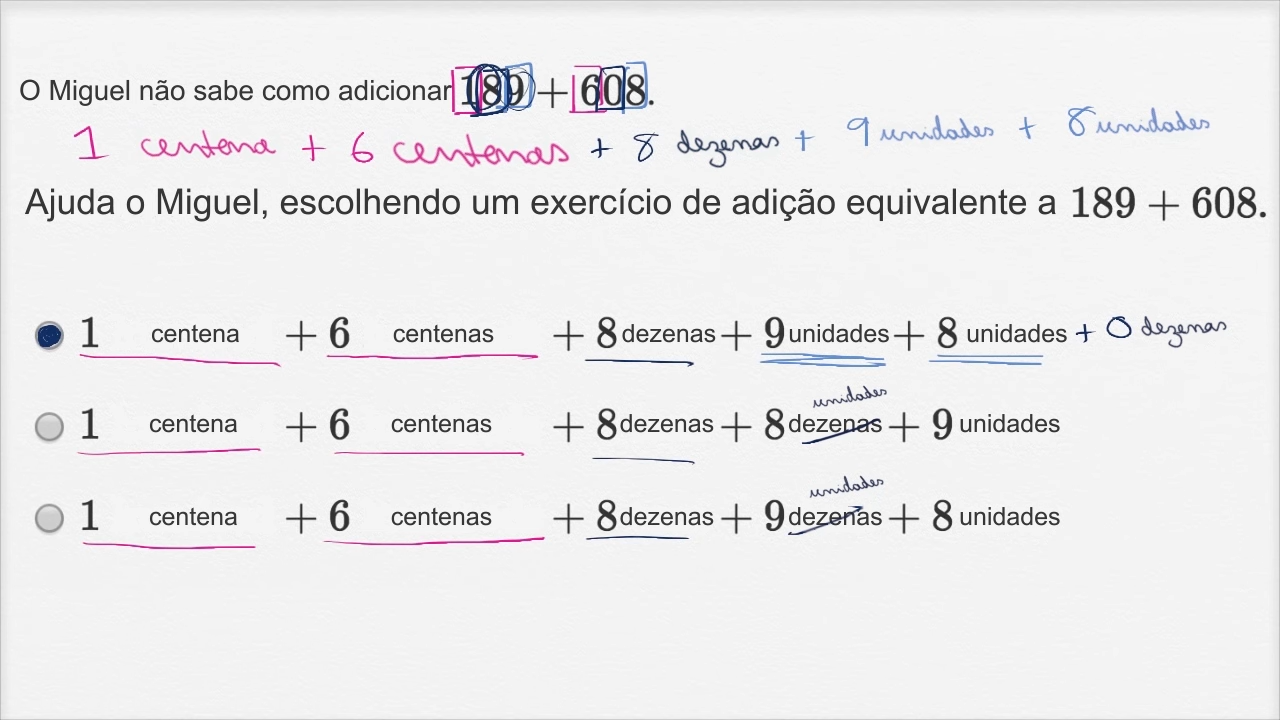 O Miguel não sabe como adicionar 189 + 608.
1 centena + 6 centenas + 8 dezenas + 9 unidades + 8 unidades
Ajuda o Miguel, escolhendo um exercício de adição equivalente a 189 + 608.
1 centena + 6 centenas + 8 dezenas + 9 unidades + 8 unidades + 0 dezenas
unidades
1 centena + 6 centenas + 8 dezenas + 8 dezenas + 9 unidades
unidades
1 centena + 6 centenas + 8 dezenas + 9 dezenas + 8 unidades